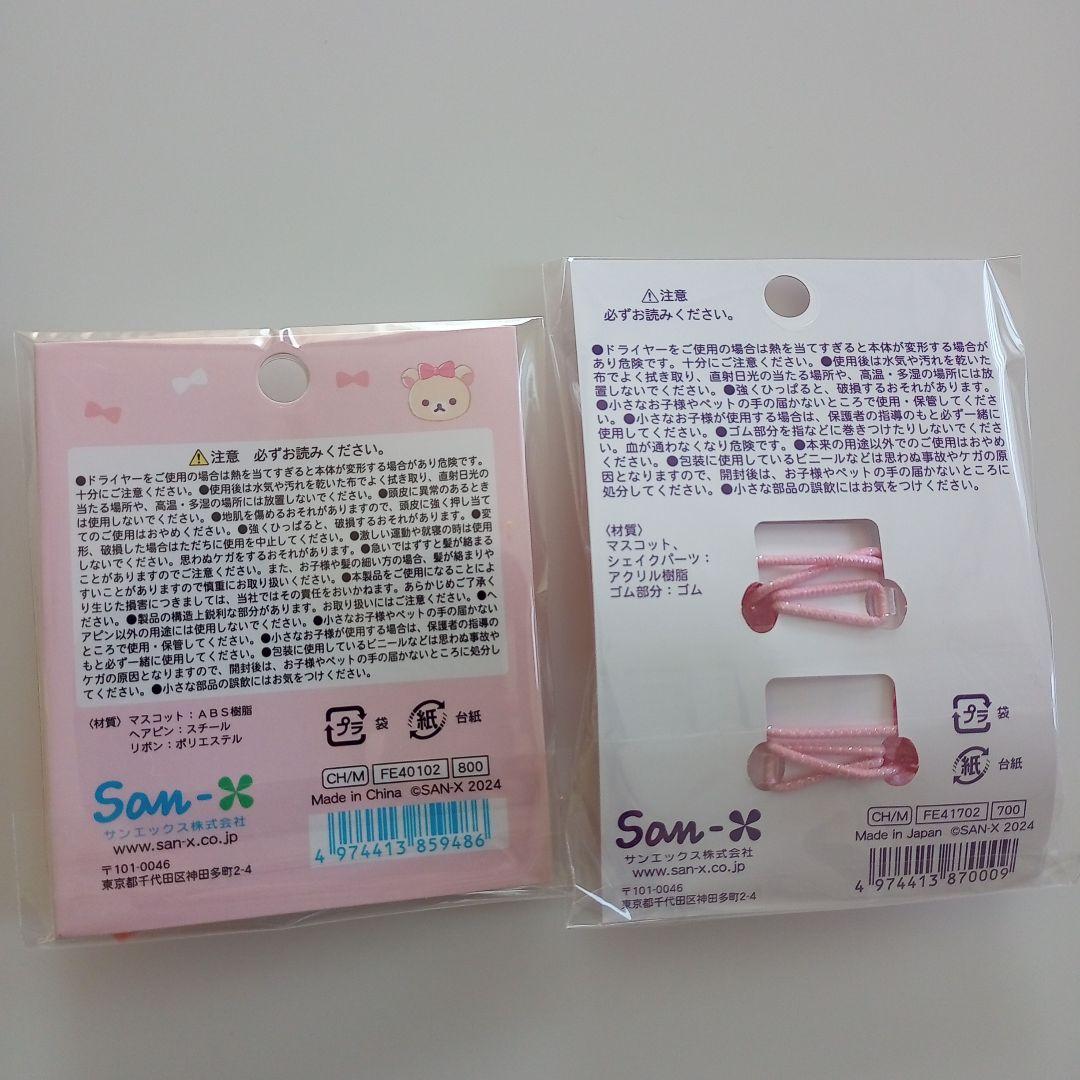 ⚠注意 必ずお読みください。
●ドライヤーをご使用の場合は熱を当てすぎると本体が変形する場合があり危険です。
十分にご注意ください。●使用後は水気や汚れを乾いた布でよく拭き取り、直射日光の
当たる場所や、高温・多湿の場所には放置しないでください。●頭皮に異常のあるとき
は使用しないでください。●地肌を傷めるおそれがありますので、頭皮に強く押し当て
てのご使用はおやめください。●強くひっぱると、破損するおそれがあります。●変
形、破損した場合はただちに使用を中止してください。●激しい運動や就寝の時は使用
しないでください。思わぬケガをするおそれがあります。●急いではずすと髪が絡まる
ことがありますのでご注意ください。また、お子様や髪の細い方の場合、髪が絡まりや
すいことがありますので慎重にお取り扱いください。●本製品をご使用になることによ
り生じた損害につきましては、当社ではその責任をおいかねます。あらかじめご了承く
ださい。●製品の構造上鋭利な部分があります。お取り扱いにはご注意ください。●ヘ
アピン以外の用途には使用しないでください。●小さなお子様やペットの手の届かない
ところで使用・保管してください。●小さなお子様が使用する場合は、保護者の指導の
もと必ず一緒に使用してください。●包装に使用しているビニールなどは思わぬ事故や
ケガの原因となりますので、開封後は、お子様やペットの手の届かないところに処分し
てください。●小さな部品の誤飲にはお気をつけください。
〈材質〉マスコット：ABS樹脂
ヘアピン：スチール
リボン：ポリエステル
プラ 袋 紙 台紙
San-X
サンエックス株式会社
www.san-x.co.jp
〒101-0046
東京都千代田区神田多町2-4
CH/M FE40102 800
Made in China ©SAN-X 2024
4 974413 859486
⚠注意
必ずお読みください。
●ドライヤーをご使用の場合は熱を当てすぎると本体が変形する場合が
あり危険です。十分にご注意ください。●使用後は水気や汚れを乾いた
布でよく拭き取り、直射日光の当たる場所や、高温・多湿の場所には放
置しないでください。●強くひっぱると、破損するおそれがあります。
●小さなお子様やペットの手の届かないところで使用・保管してくださ
い。●小さなお子様が使用する場合は、保護者の指導のもと必ず一緒に
使用してください。●ゴム部分を指などに巻きつけたりしないでくださ
い。血が通わなくなり危険です。●本来の用途以外でのご使用はおやめ
ください。●包装に使用しているビニールなどは思わぬ事故やケガの原
因となりますので、開封後は、お子様やペットの手の届かないところに
処分してください。●小さな部品の誤飲にはお気をつけください。
〈材質〉
マスコット、
シェイクパーツ：
アクリル樹脂
ゴム部分：ゴム
プラ 袋
紙 台紙
San-X
サンエックス株式会社
www.san-x.co.jp
〒101-0046
東京都千代田区神田多町2-4
CH/M FE41702 700
Made in Japan ©SAN-X 2024
4 974413 870009